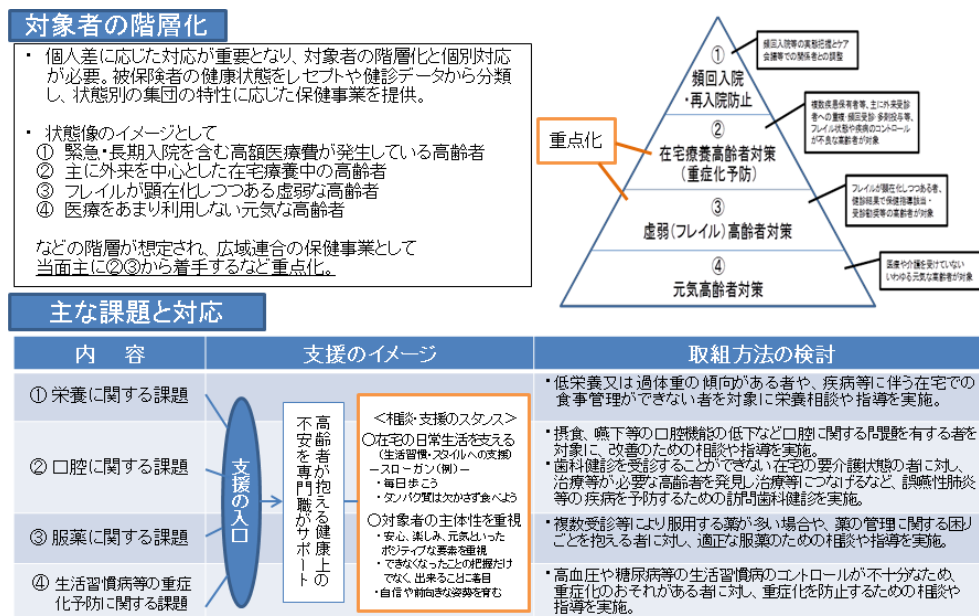 対象者の階層化
・ 個人差に応じた対応が重要となり、対象者の階層化と個別対応
が必要。被保険者の健康状態をレセプトや健診データから分類
し、状態別の集団の特性に応じた保健事業を提供。
・ 状態像のイメージとして
① 緊急・長期入院を含む高額医療費が発生している高齢者
② 主に外来を中心とした在宅療養中の高齢者
③ フレイルが顕在化しつつある虚弱な高齢者
④ 医療をあまり利用しない元気な高齢者
などの階層が想定され、広域連合の保健事業として
当面主に②③から着手するなど重点化。
重点化
①
頻回入院
・再入院防止
②
在宅療養高齢者対策
(重症化予防)
③
虚弱(フレイル)高齢者対策
④
元気高齢者対策
頻回入院等の実態把握とケア
会議等での関係者との調整
複数疾患保有者等、主に外来受診
者への重複・頻回受診・多剤投与等、
フレイル状態や疾病のコントロール
が不良な高齢者が対象
フレイルが顕在化しつつある者、
健診結果で保健指導該当・
受診勧奨等の高齢者が対象
医療や介護を受けていない
いわゆる元気な高齢者が対象
主な課題と対応
内 容
支援のイメージ
取組方法の検討
① 栄養に関する課題
② 口腔に関する課題
③ 服薬に関する課題
④ 生活習慣病等の重症
化予防に関する課題
支援の入口
高齢者が抱える健康上の
不安を専門職がサポート
<相談・支援のスタンス>
○在宅の日常生活を支える
(生活習慣・スタイルへの支援)
－スローガン(例)－
・毎日歩こう
・タンパク質は欠かさず食べよう
○対象者の主体性を重視
・安心、楽しみ、元気といった
ポジティブな要素を重視
・できなくなったことの把握だけ
でなく、出来ることに着目
・自信や前向きな姿勢を育む
・低栄養又は過体重の傾向がある者や、疾病等に伴う在宅での
食事管理ができない者を対象に栄養相談や指導を実施。
・摂食、嚥下等の口腔機能の低下など口腔に関する問題を有する者を
対象に、改善のための相談や指導を実施。
・歯科健診を受診することができない在宅の要介護状態の者に対し、
治療等が必要な高齢者を発見し治療等につなげるなど、誤嚥性肺炎
等の疾病を予防するための訪問歯科健診を実施。
・複数受診等により服用する薬が多い場合や、薬の管理に関する困り
ごとを抱える者に対し、適正な服薬のための相談や指導を実施。
・高血圧や糖尿病等の生活習慣病のコントロールが不十分なため、
重症化のおそれがある者に対し、重症化を防止するための相談や
指導を実施。